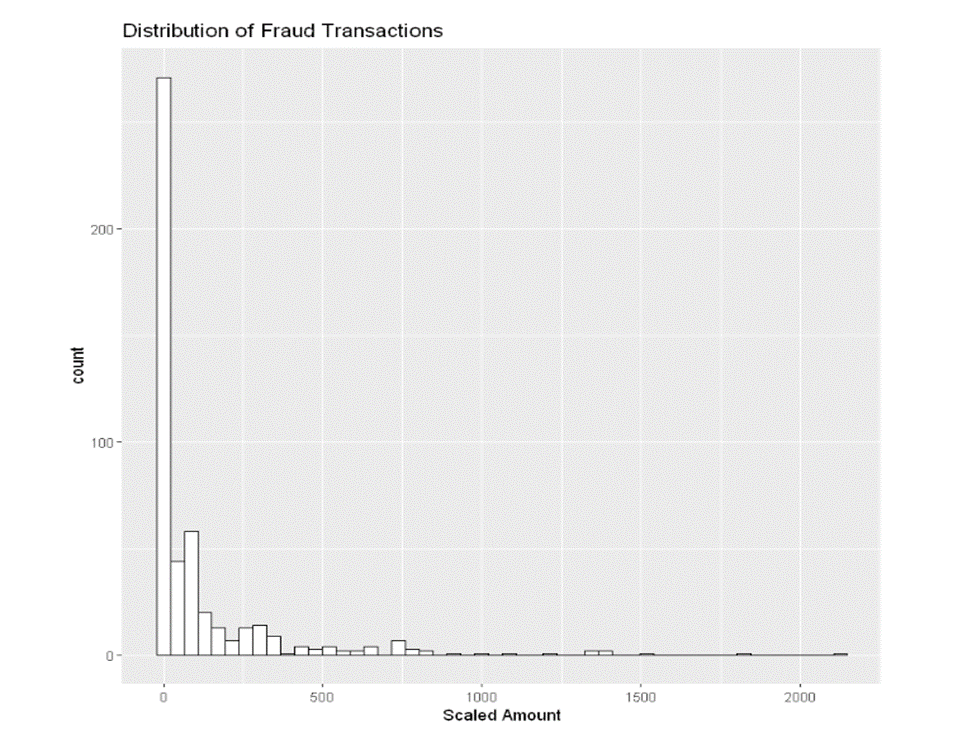 Distribution of Fraud Transactions
200
100
0
count
0 500 1000 1500 2000
Scaled Amount